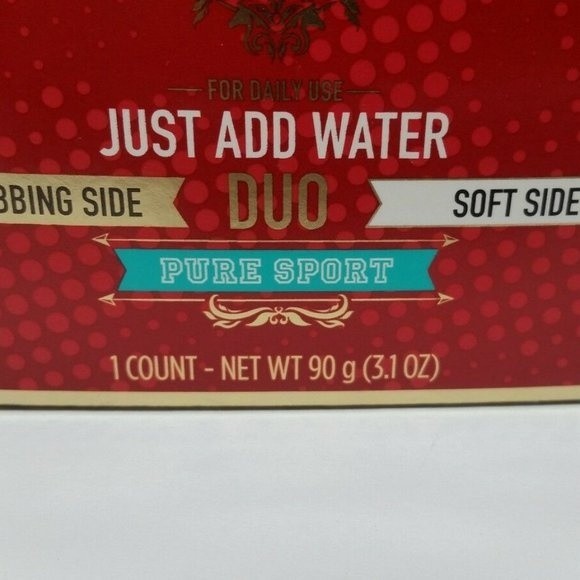 FOR DAILY USE
JUST ADD WATER
BBING SIDE DUO SOFT SIDE
PURE SPORT
1 COUNT - NET WT 90 g (3.1 OZ)